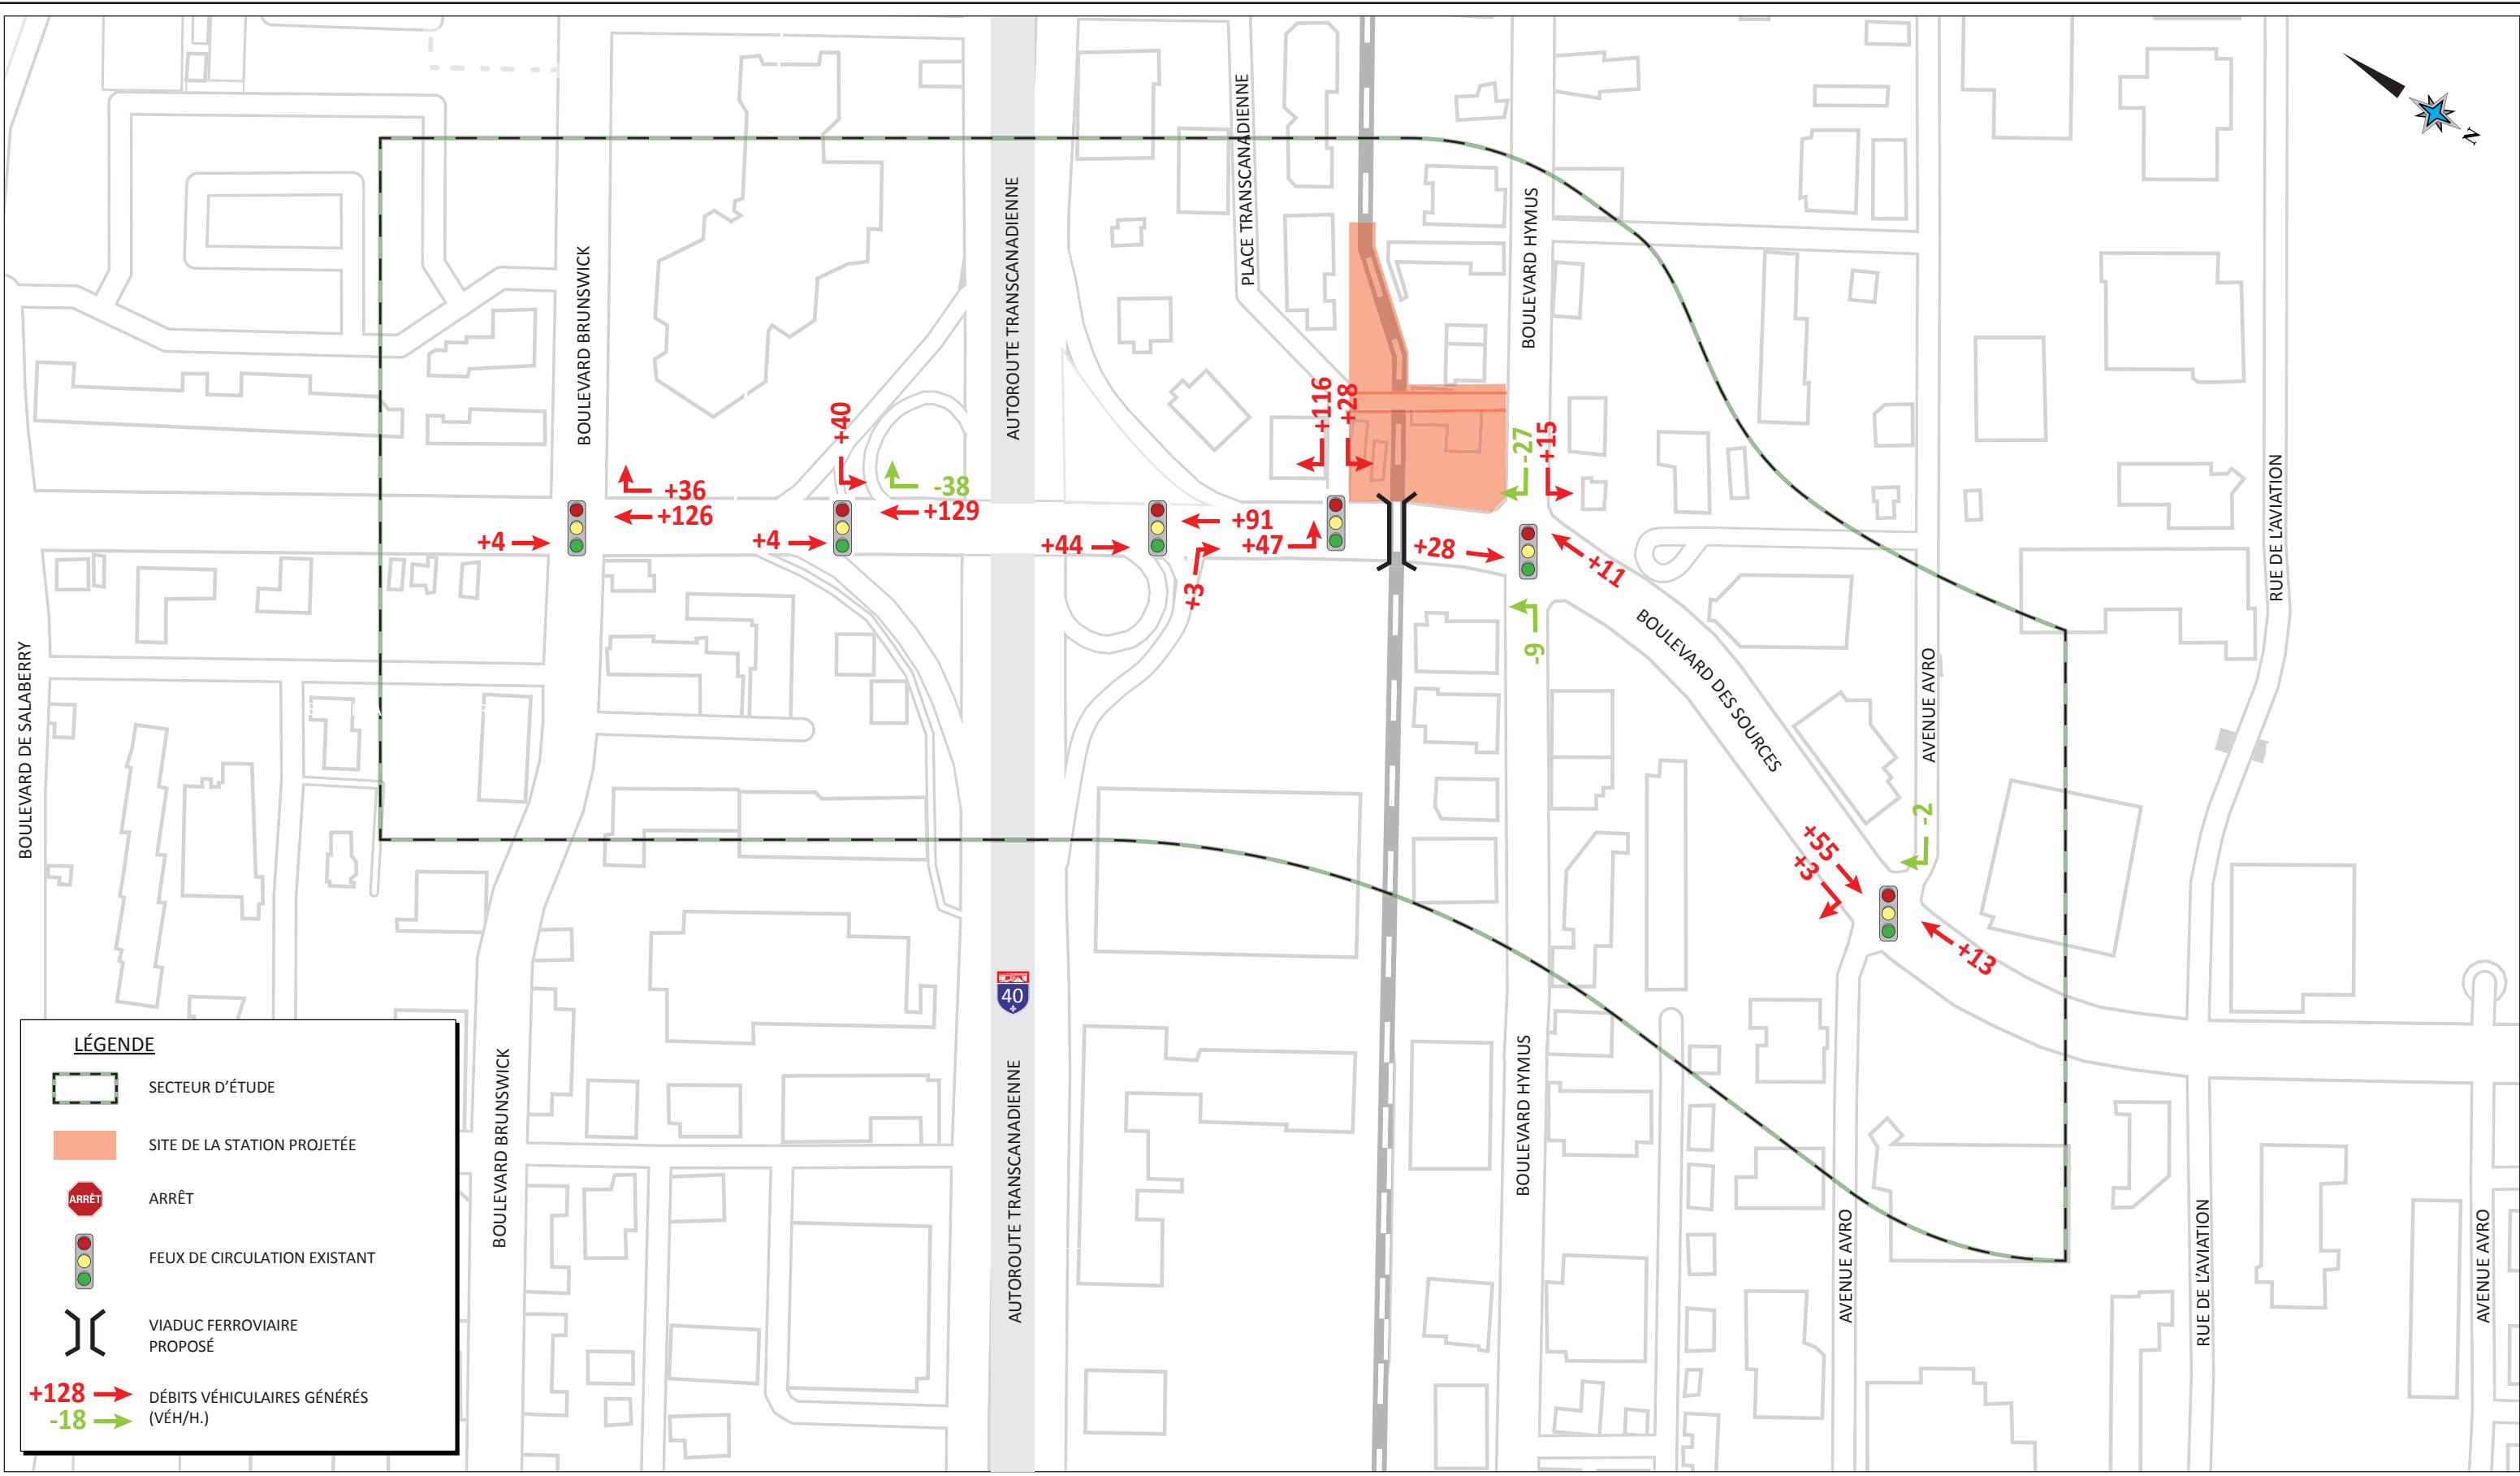 N
PLACE TRANSCANADIENNE
AUTOROUTE TRANSCANADIENNE
BOULEVARD HYMUS
BOULEVARD BRUNSWICK
RUE DE L'AVIATION
+40
+116
+28
-27
+15
+36
+126
-38
+129
+91
+47
+4
+4
+44
+3
+28
+11
-9
BOULEVARD DES SOURCES
BOULEVARD DE SALABERRY
AVENUE AVRO
-2
+55
+3
+13
40
BOULEVARD BRUNSWICK
AUTOROUTE TRANSCANADIENNE
BOULEVARD HYMUS
AVENUE AVRO
RUE DE L'AVIATION
AVENUE AVRO
LÉGENDE
SECTEUR D'ÉTUDE
SITE DE LA STATION PROJETÉE
ARRÊT
ARRÊT
FEUX DE CIRCULATION EXISTANT
VIADUC FERROVIAIRE
PROPOSÉ
+128
DÉBITS VÉHICULAIRES GÉNÉRÉS
-18
(VÉH/H.)